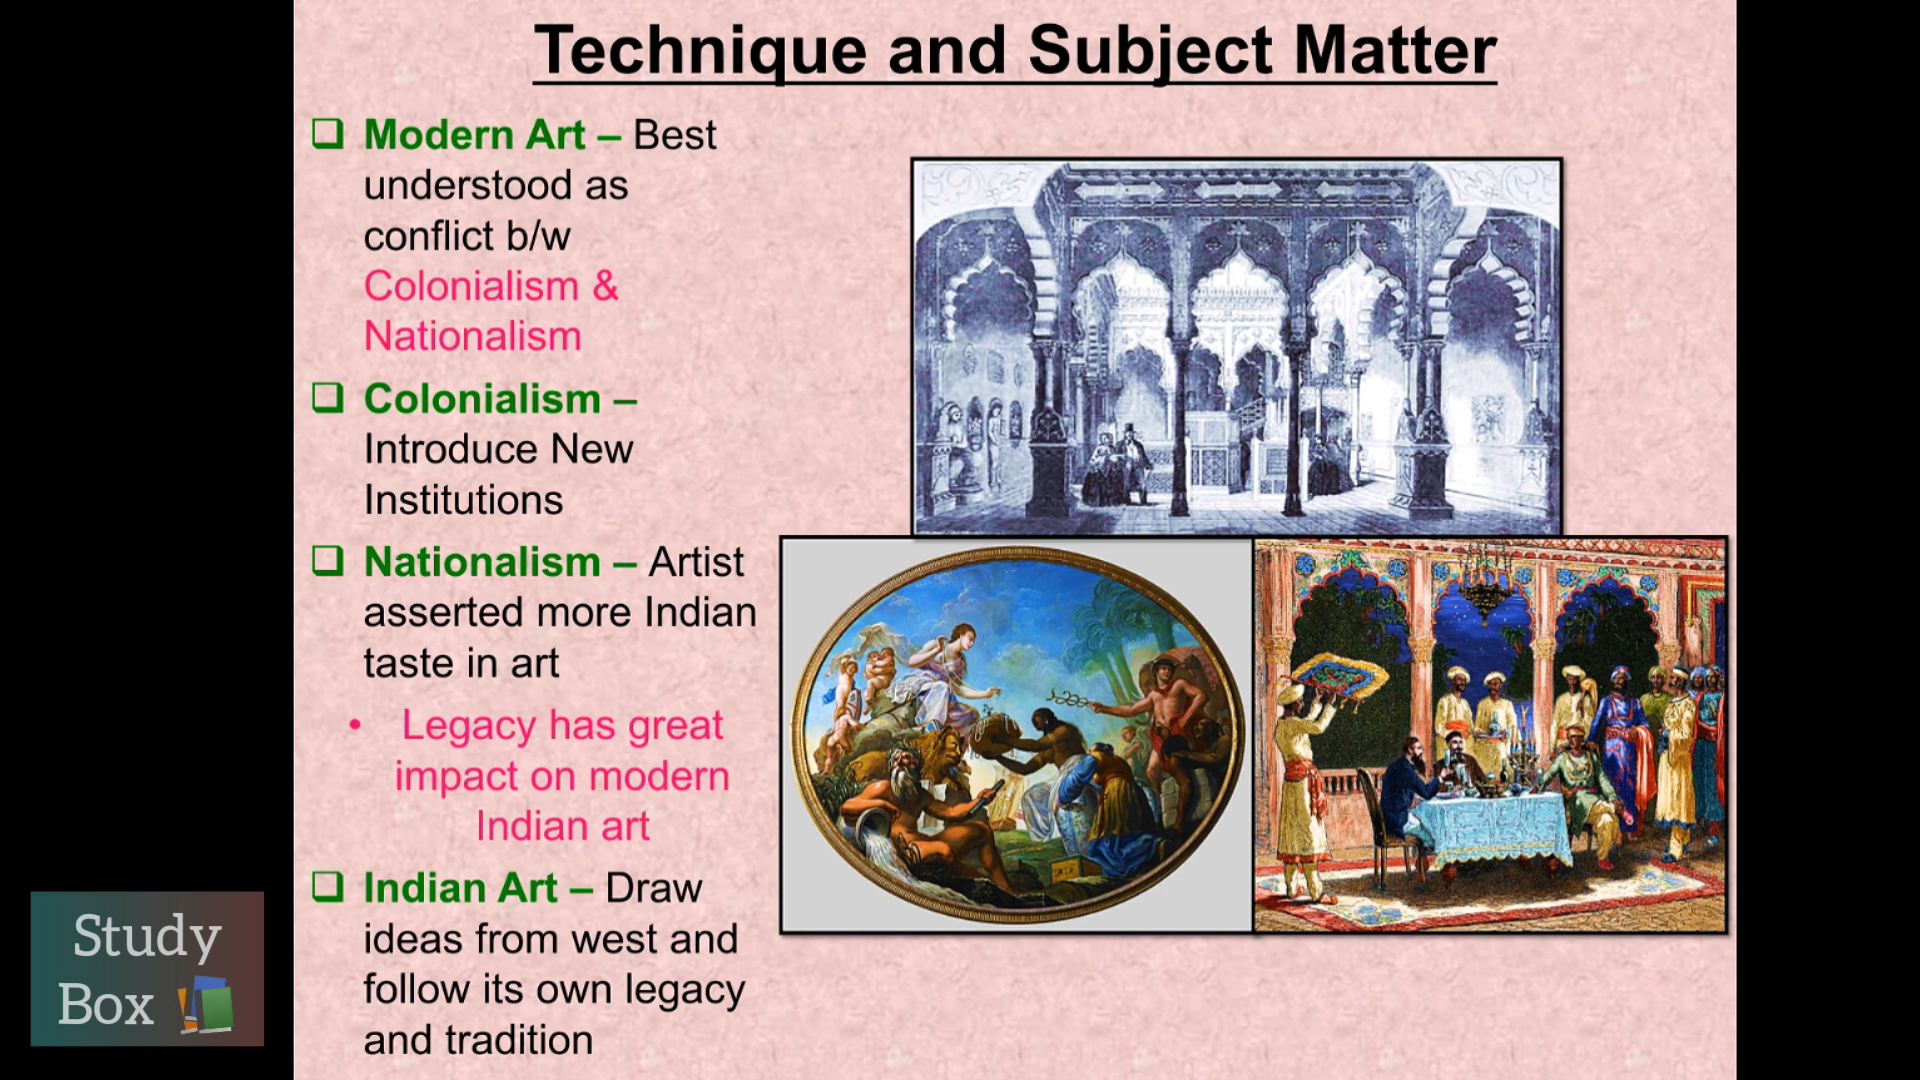 Technique and Subject Matter
❑ Modern Art – Best
understood as
conflict b/w
Colonialism &
Nationalism
❑ Colonialism –
Introduce New
Institutions
❑ Nationalism – Artist
asserted more Indian
taste in art
• Legacy has great
impact on modern
Indian art
❑ Indian Art – Draw
ideas from west and
follow its own legacy
and tradition
Study
Box